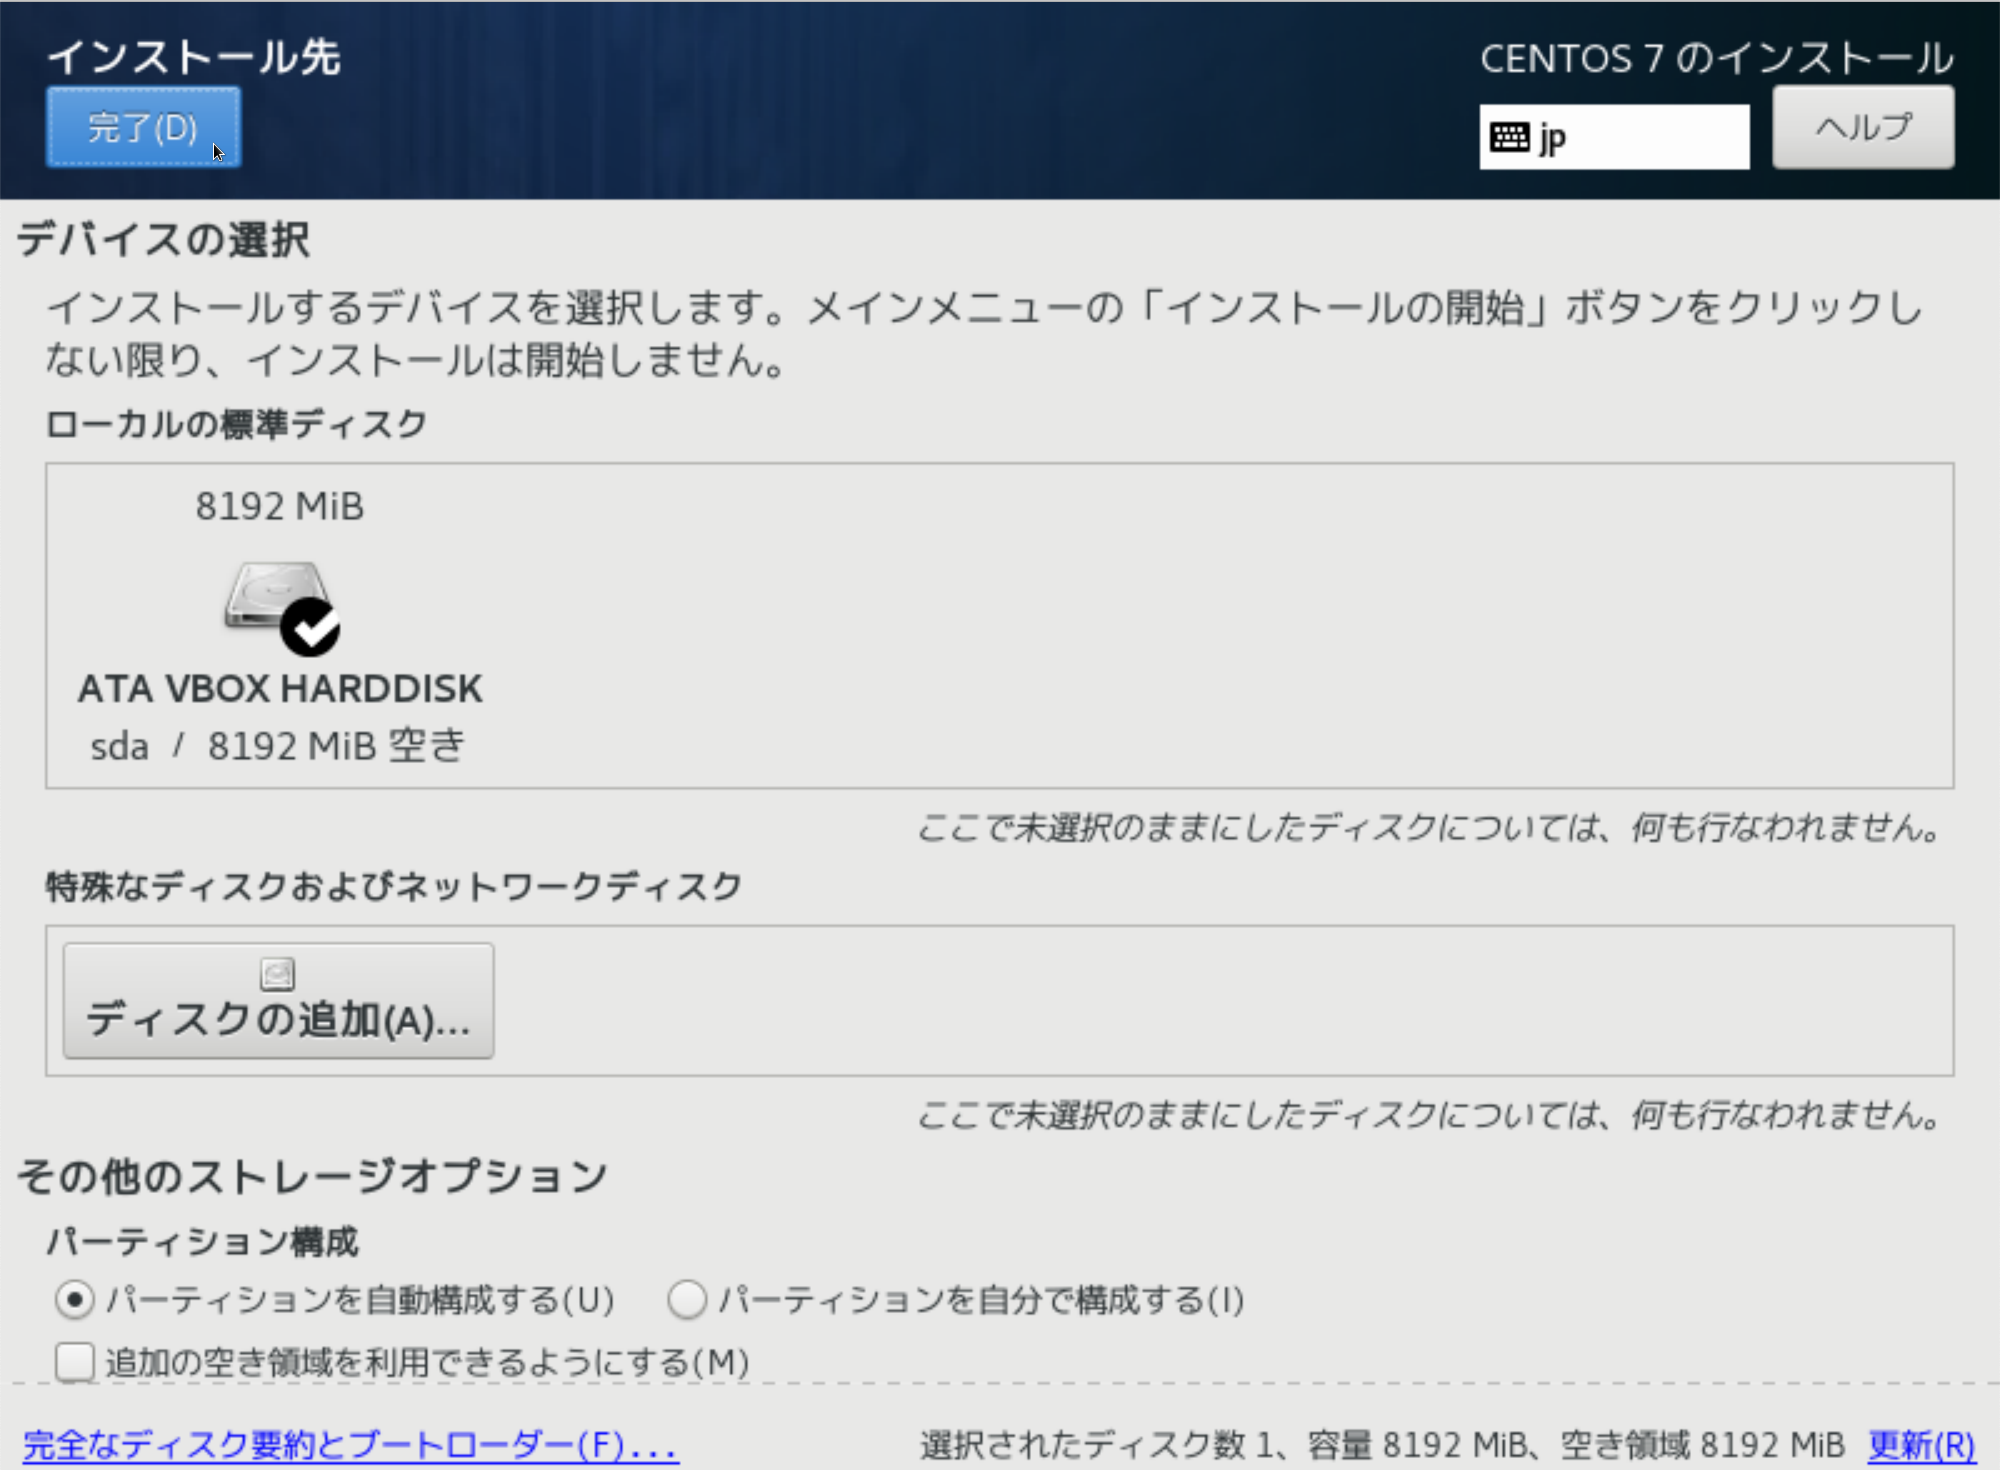 インストール先
CENTOS 7 のインストール
完了(D)
jp
ヘルプ
デバイスの選択
インストールするデバイスを選択します。メインメニューの「インストールの開始」ボタンをクリックし
ない限り、インストールは開始しません。
ローカルの標準ディスク
8192 MiB
ATA VBOX HARDDISK
sda / 8192 MiB 空き
ここで未選択のままにしたディスクについては、何も行なわれません。
特殊なディスクおよびネットワークディスク
ディスクの追加(A)...
ここで未選択のままにしたディスクについては、何も行なわれません。
その他のストレージオプション
パーティション構成
パーティションを自動構成する(U) パーティションを自分で構成する(I)
追加の空き領域を利用できるようにする(M)
完全なディスク要約とブートローダー(F)...
選択されたディスク数 1、容量 8192 MiB、空き領域 8192 MiB 更新(R)